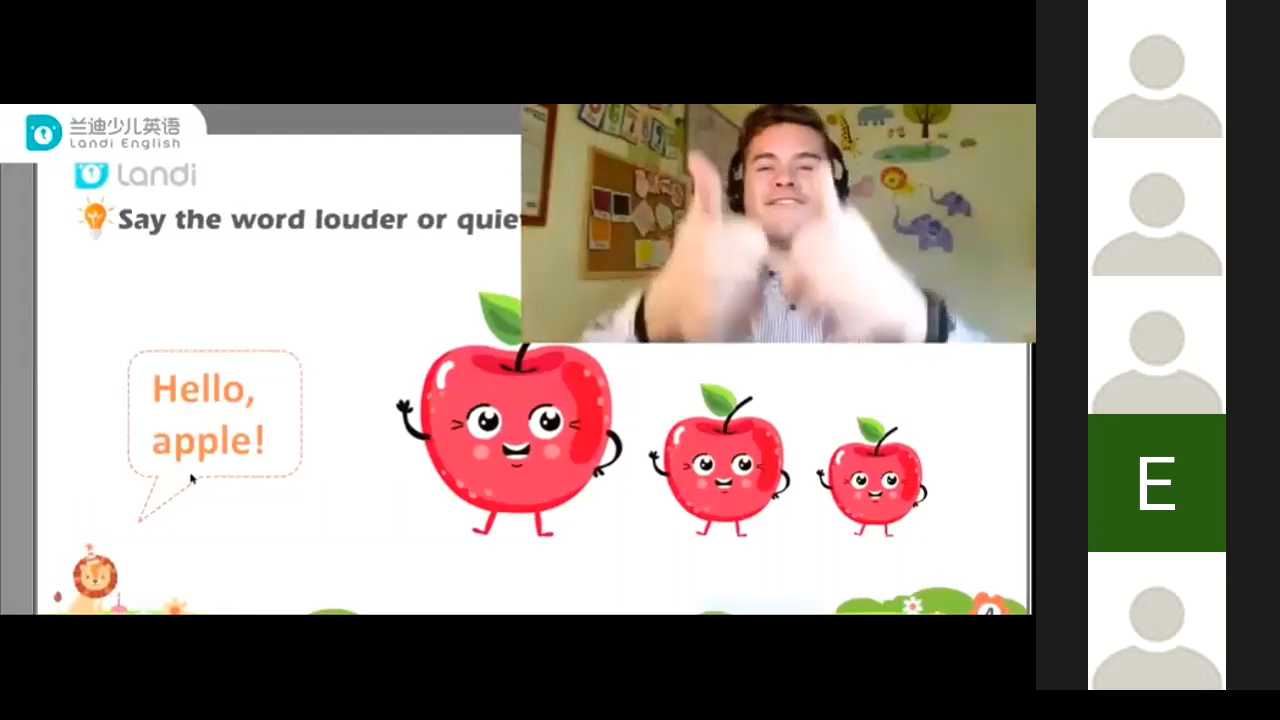 兰迪少儿英语
Landi English
Landi
Say the word louder or quie
Hello,
apple!
E